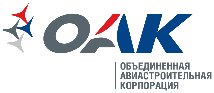 ОАК
ОБЪЕДИНЕННАЯ
АВИАСТРОИТЕЛЬНАЯ
КОРПОРАЦИЯ